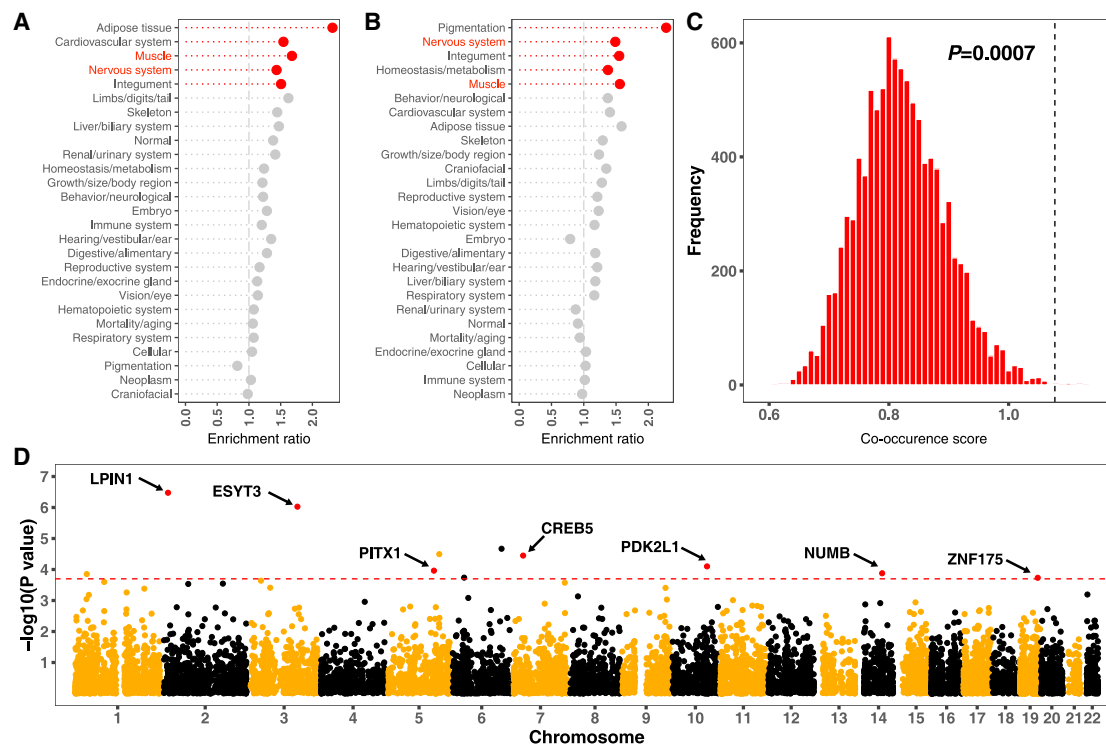 A
Adipose tissue
Cardiovascular system
Muscle
Nervous system
Integument
Limbs/digits/tail
Skeleton
Liver/biliary system
Normal
Renal/urinary system
Homeostasis/metabolism
Growth/size/body region
Behavior/neurological
Embryo
Immune system
Hearing/vestibular/ear
Digestive/alimentary
Reproductive system
Endocrine/exocrine gland
Vision/eye
Hematopoietic system
Mortality/aging
Respiratory system
Cellular
Pigmentation
Neoplasm
Craniofacial
0.0 0.5 1.0 1.5 2.0
Enrichment ratio
B
Pigmentation
Nervous system
Integument
Homeostasis/metabolism
Muscle
Behavior/neurological
Cardiovascular system
Adipose tissue
Skeleton
Growth/size/body region
Craniofacial
Limbs/digits/tail
Reproductive system
Vision/eye
Hematopoietic system
Embryo
Digestive/alimentary
Hearing/vestibular/ear
Liver/biliary system
Respiratory system
Renal/urinary system
Normal
Mortality/aging
Endocrine/exocrine gland
Cellular
Immune system
Neoplasm
0.0 0.5 1.0 1.5 2.0
Enrichment ratio
C
P=0.0007
Frequency
600
400
200
0
0.6 0.8 1.0
Co-occurence score
D
−log10(P value)
7
6
5
4
3
2
1
LPIN1
ESYT3
PITX1
CREB5
PDK2L1
NUMB
ZNF175
1 2 3 4 5 6 7 8 9 10 11 12 13 14 15 16 17 18 19 20 21 22
Chromosome